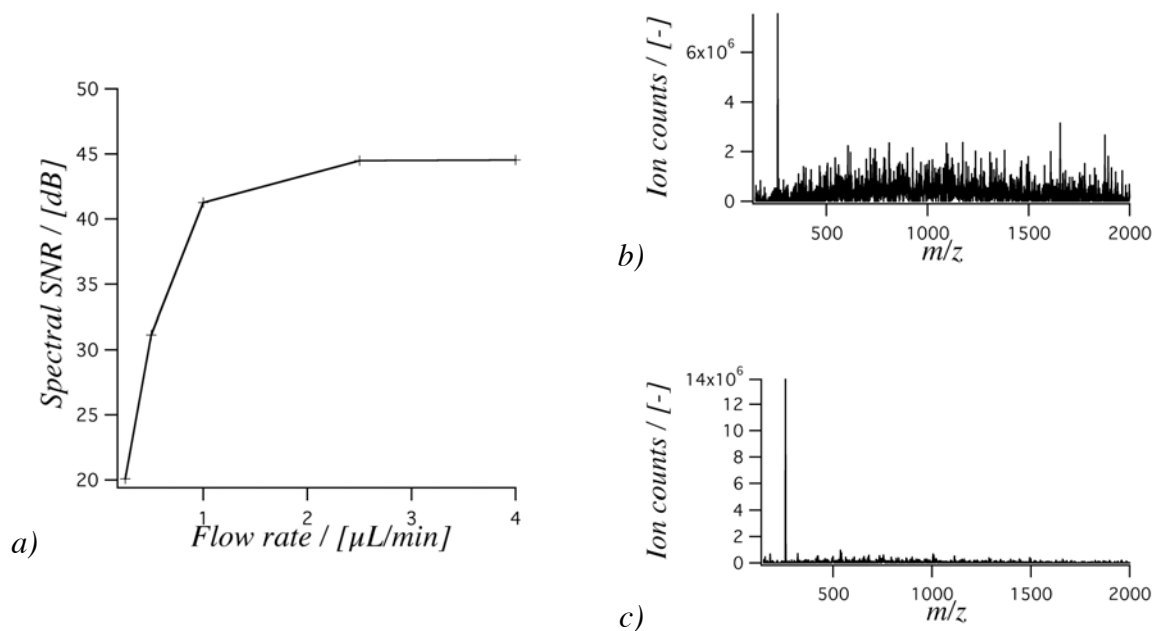 50
45
40
35
30
25
20
Spectral SNR / [dB]
1
2
3
4
Flow rate / [µL/min]
a)
6x10⁶
4
2
0
Ion counts / [-]
500
1000
1500
2000
m/z
b)
14x10⁶
12
10
8
6
4
2
0
Ion counts / [-]
500
1000
1500
2000
m/z
c)